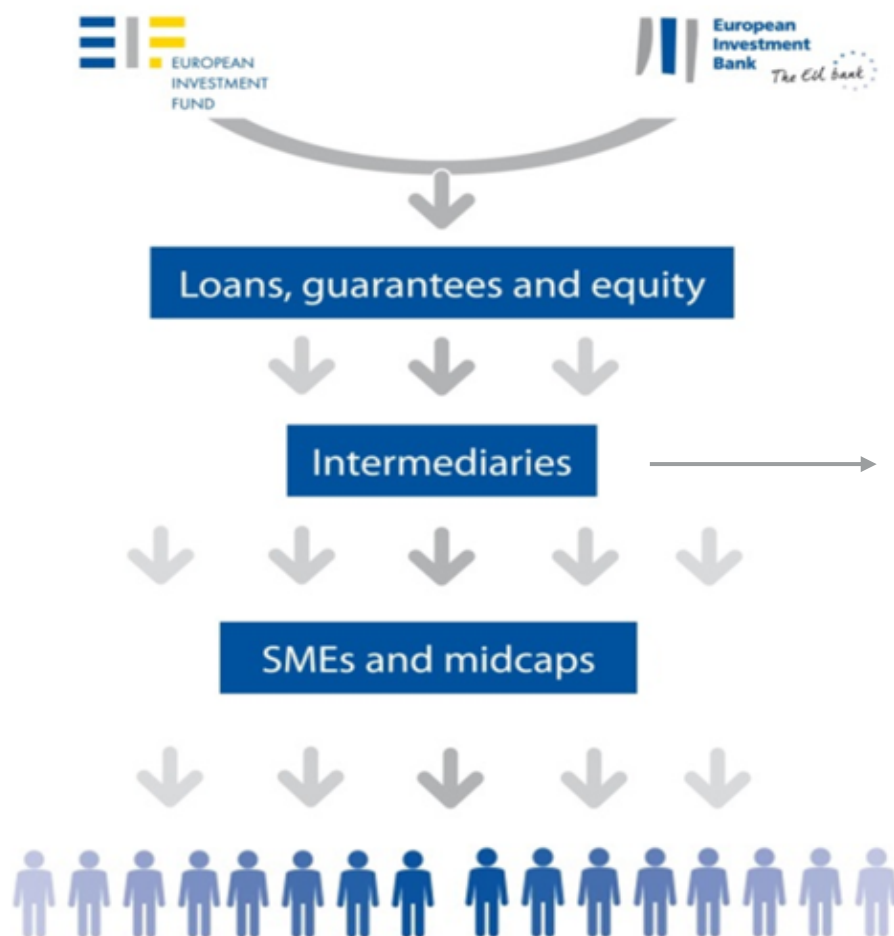 EUROPEAN
INVESTMENT
FUND
European
Investment
Bank
The EU bank
Loans, guarantees and equity
Intermediaries
SMEs and midcaps